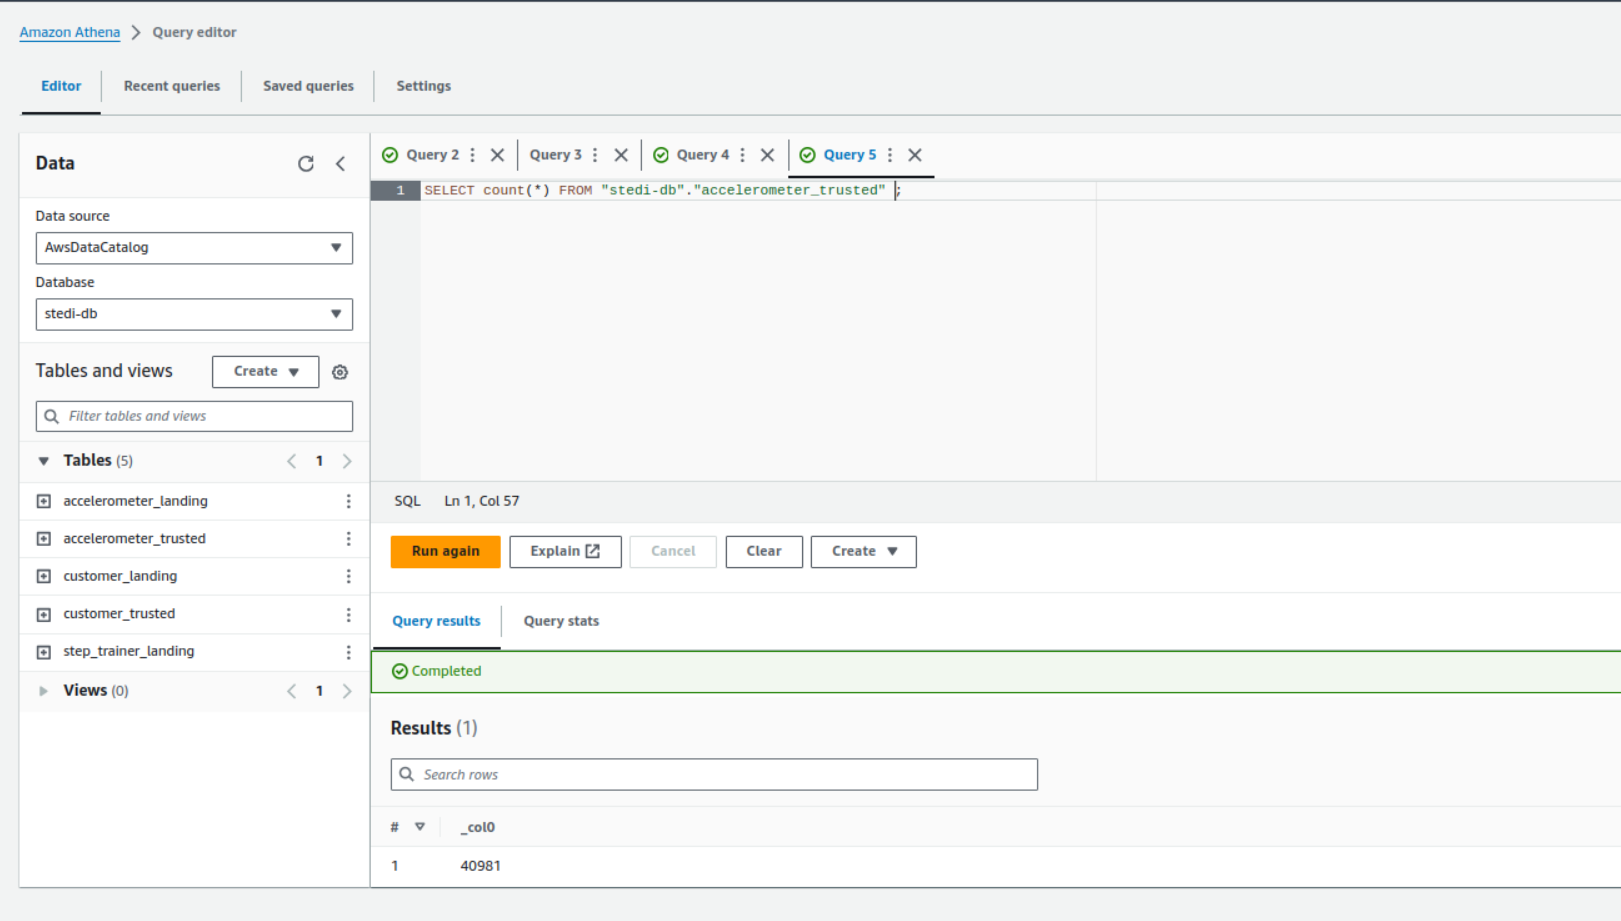 Amazon Athena > Query editor
Editor Recent queries Saved queries Settings
Data
Data source
AwsDataCatalog
Database
stedi-db
Tables and views Create
Filter tables and views
Tables (5) 1
accelerometer_landing
accelerometer_trusted
customer_landing
customer_trusted
step_trainer_landing
Views (0) 1
Query 2 Query 3 Query 4 Query 5
1 SELECT count(*) FROM "stedi-db"."accelerometer_trusted" ;
SQL Ln 1, Col 57
Run again Explain Cancel Clear Create
Query results Query stats
Completed
Results (1)
Search rows
# _col0
1 40981